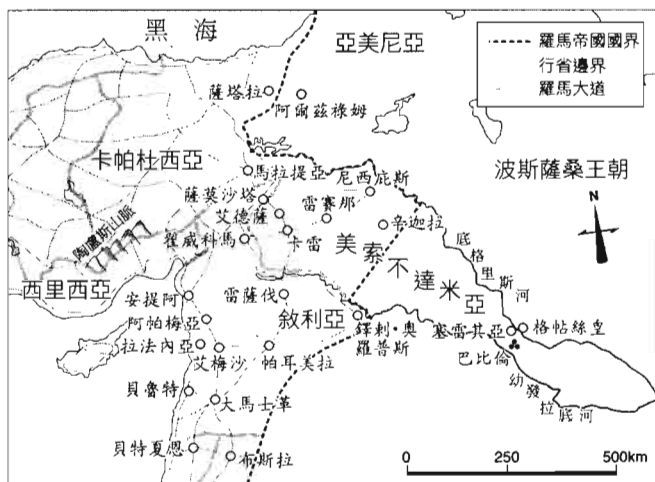 黑海
亞美尼亞
羅馬帝國國界
行省邊界
羅馬大道
薩塔拉
阿爾茲祿姆
卡帕杜西亞
馬拉提亞
尼西庇斯
波斯薩桑王朝
薩莫沙塔
雷賽那
艾德薩
辛迦拉
N
陶盧斯山脈
瞿威科馬
卡雷
美索不達米亞
底格里斯河
西里西亞
安提阿
雷薩伐
敘利亞
阿帕梅亞
鐸剌‧奧
羅普斯
塞雷其亞
格帖絲皇
拉法內亞
艾梅沙
帕耳美拉
巴比倫
貝魯特
大馬士革
幼發拉底河
貝特夏恩
布斯拉
0 250 500km